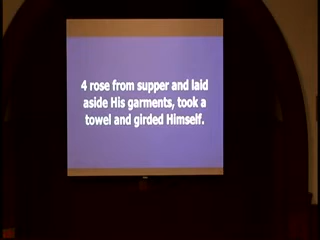 4 rose from supper and laid
aside His garments, took a
towel and girded Himself.